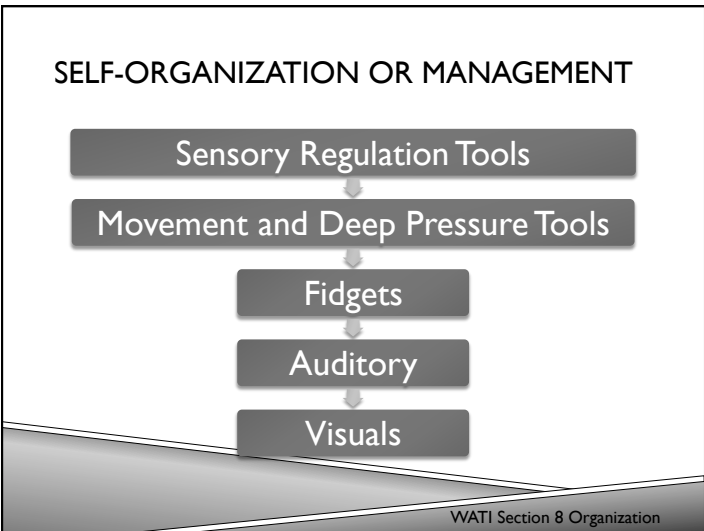 SELF-ORGANIZATION OR MANAGEMENT
Sensory Regulation Tools
Movement and Deep Pressure Tools
Fidgets
Auditory
Visuals
WATI Section 8 Organization